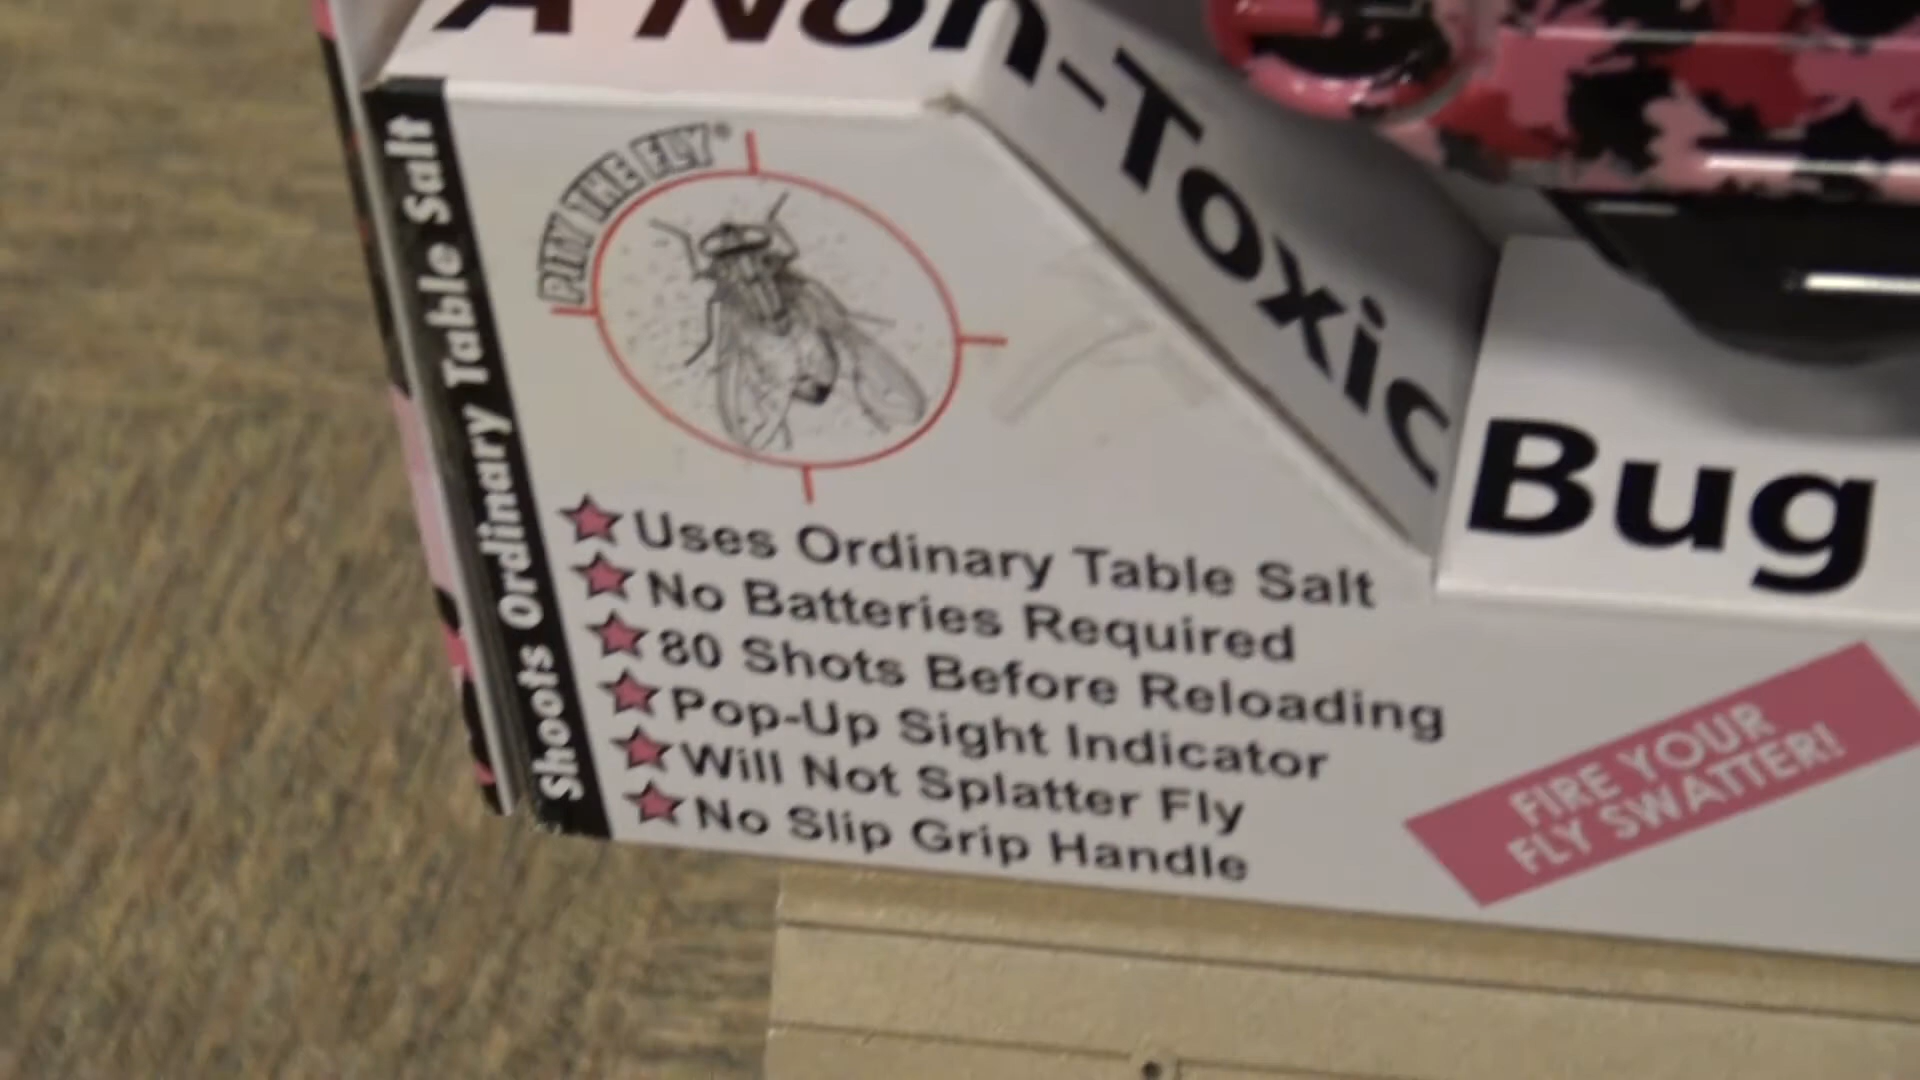 A Non-Toxic
Bug
PITY THE FLY®
Shoots Ordinary Table Salt
Uses Ordinary Table Salt
No Batteries Required
80 Shots Before Reloading
Pop-Up Sight Indicator
Will Not Splatter Fly
No Slip Grip Handle
FIRE YOUR
FLY SWATTER!